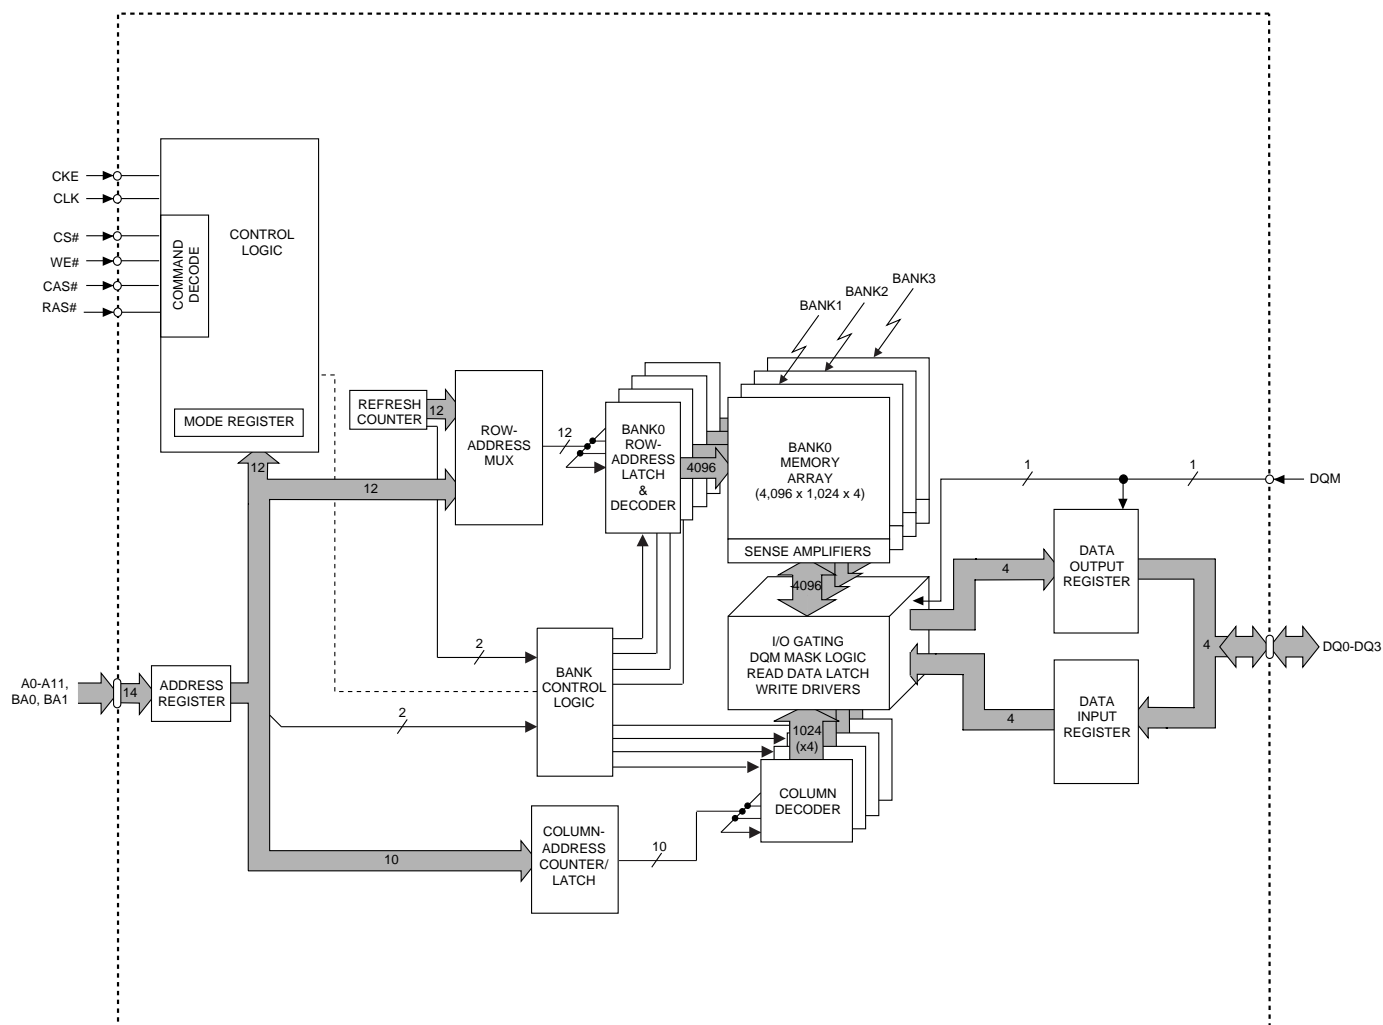 CKE
CLK
CS#
WE#
CAS#
RAS#
COMMAND
DECODE
CONTROL
LOGIC
MODE REGISTER
12
12
REFRESH
COUNTER
12
ROW-
ADDRESS
MUX
12
BANK0
ROW-
ADDRESS
LATCH
&
DECODER
4096
BANK1
BANK2
BANK3
BANK0
MEMORY
ARRAY
(4,096 x 1,024 x 4)
SENSE AMPLIFIERS
4096
I/O GATING
DQM MASK LOGIC
READ DATA LATCH
WRITE DRIVERS
1024
(x4)
COLUMN
DECODER
1
1
DQM
DATA
OUTPUT
REGISTER
4
4
DQ0-DQ3
DATA
INPUT
REGISTER
4
A0-A11,
BA0, BA1
14
ADDRESS
REGISTER
2
2
BANK
CONTROL
LOGIC
10
COLUMN-
ADDRESS
COUNTER/
LATCH
10